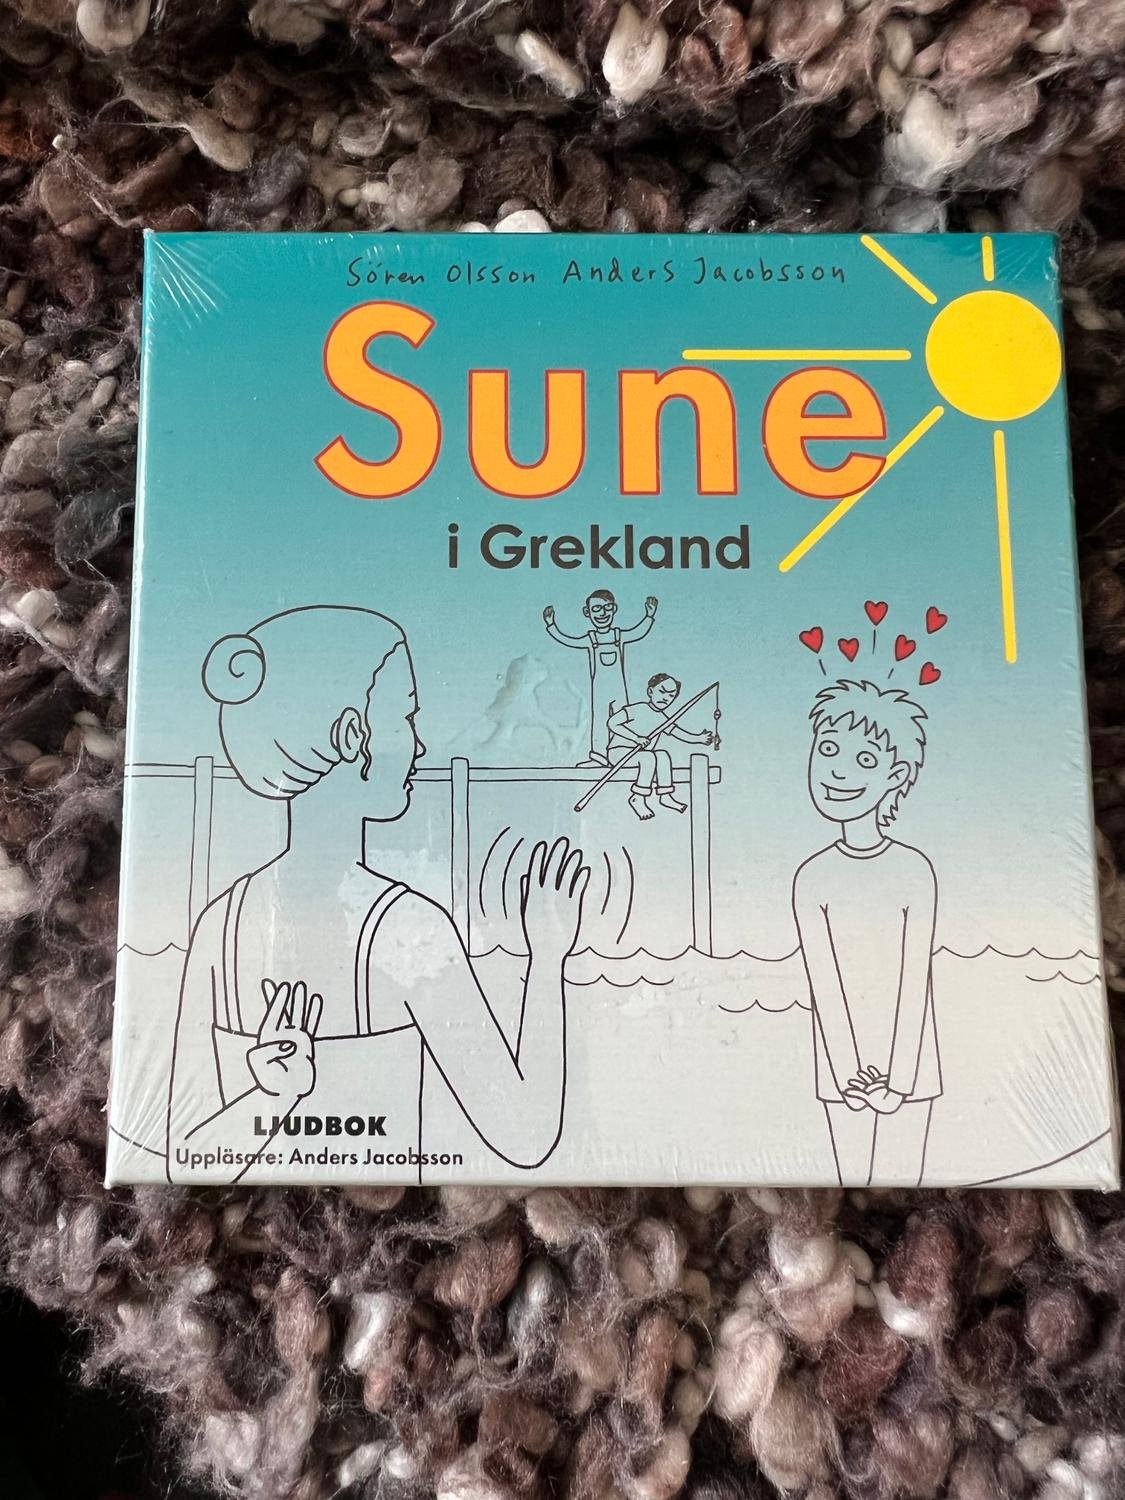 Sören Olsson Anders Jacobsson
Sune
i Grekland
LJUDBOK
Uppläsare: Anders Jacobsson